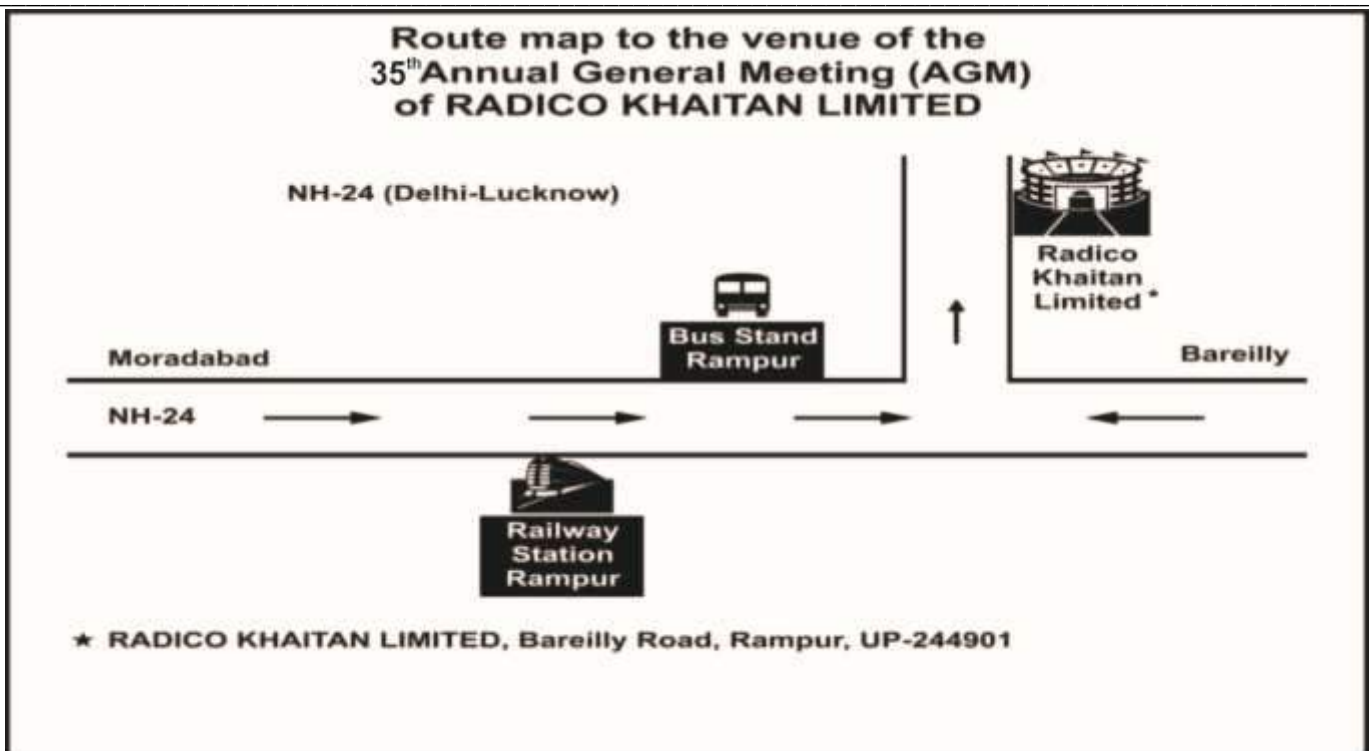 Route map to the venue of the
35th Annual General Meeting (AGM)
of RADICO KHAITAN LIMITED
NH-24 (Delhi-Lucknow)
Radico
Khaitan
Limited *
Bus Stand
Rampur
Moradabad
Bareilly
NH-24
Railway
Station
Rampur
★ RADICO KHAITAN LIMITED, Bareilly Road, Rampur, UP-244901